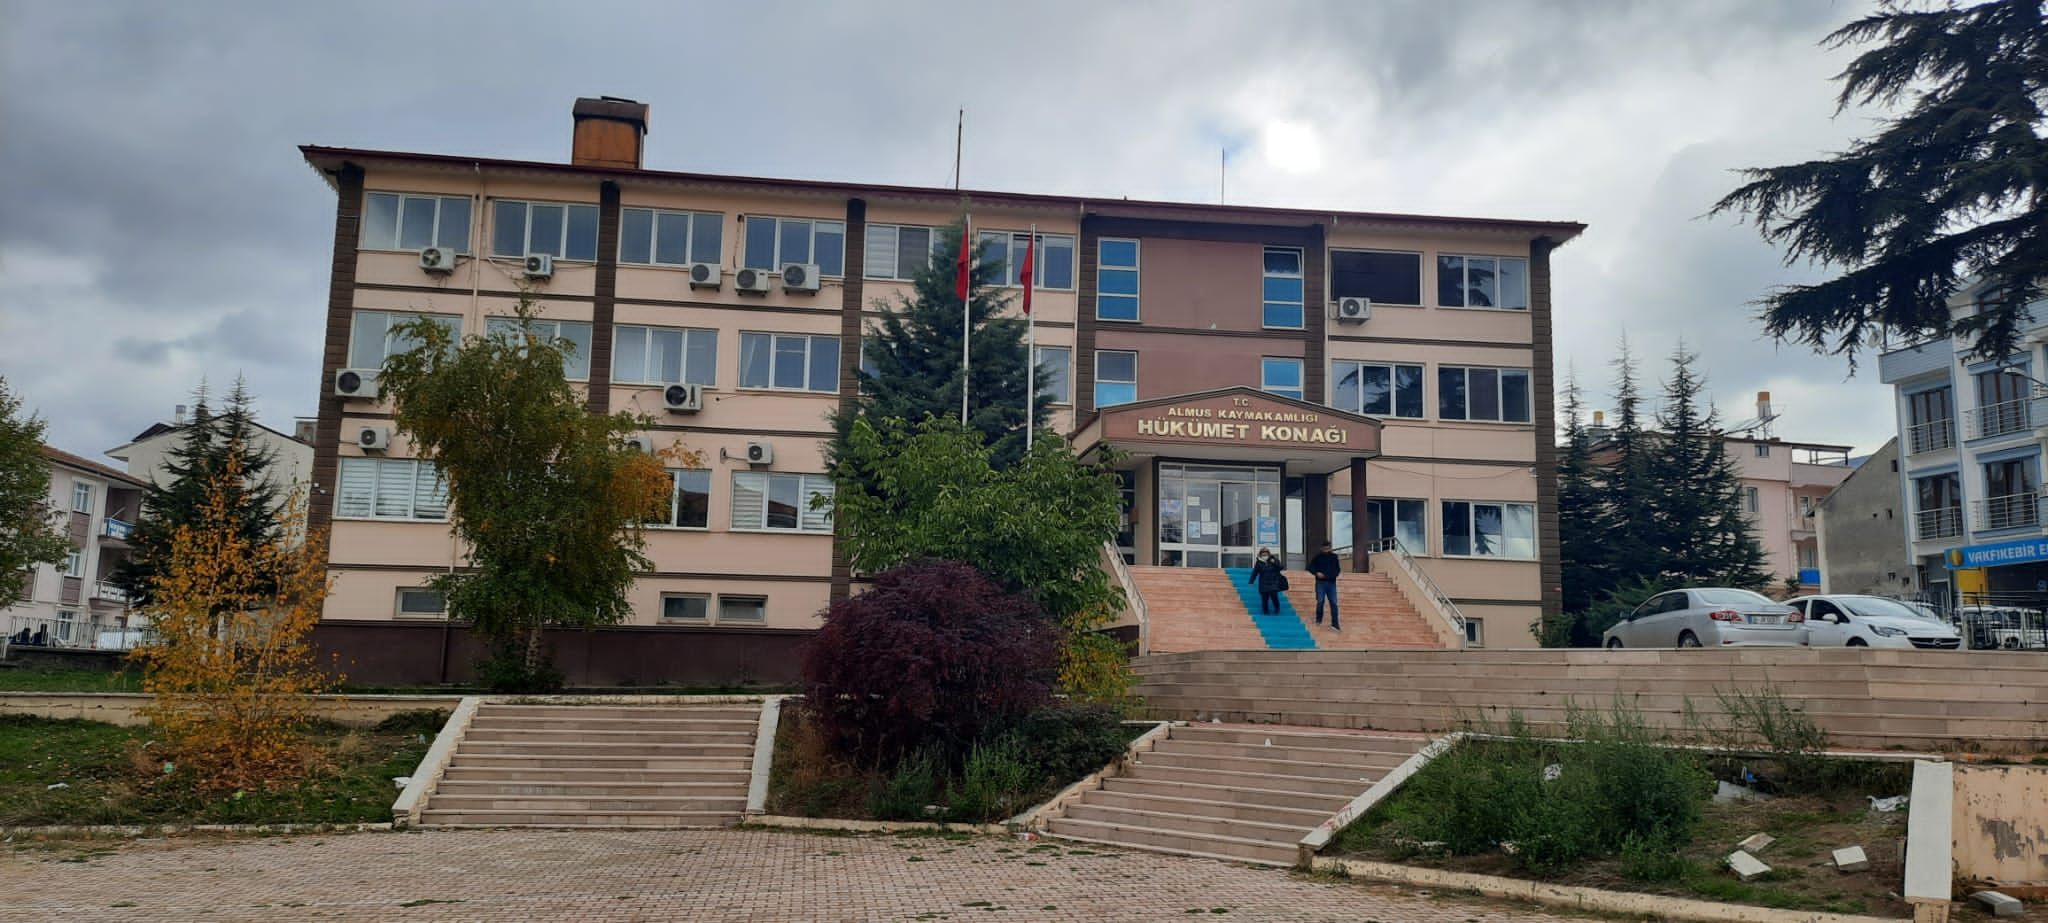 T.C.
ALMUS KAYMAKAMLIĞI
HÜKÜMET KONAĞI
VAKFIKEBİR